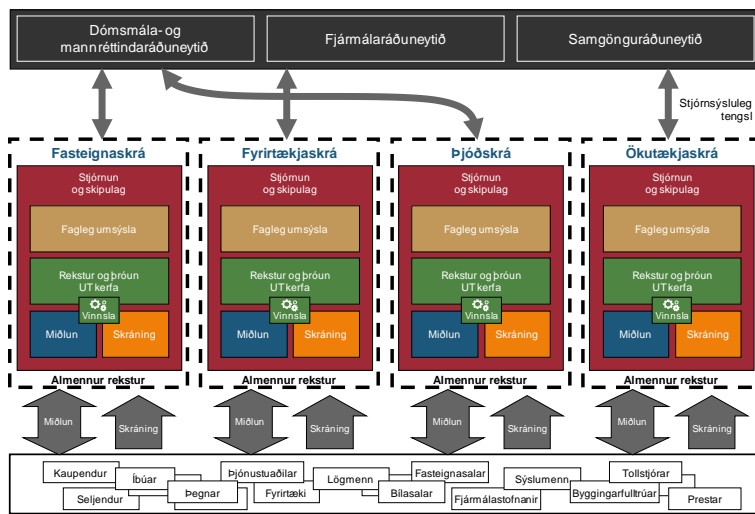 Dómsmála- og
mannréttindaráðuneytið
Fjármálaráðuneytið
Samgönguráðuneytið
Stjórnsýsluleg
tengsl
Fasteignaskrá
Stjórnun
og skipulag
Fagleg umsýsla
Rekstur og þróun
UT kerfa
Vinnsla
Miðlun
Skráning
Almennur rekstur
Fyrirtækjaskrá
Stjórnun
og skipulag
Fagleg umsýsla
Rekstur og þróun
UT kerfa
Vinnsla
Miðlun
Skráning
Almennur rekstur
Þjóðskrá
Stjórnun
og skipulag
Fagleg umsýsla
Rekstur og þróun
UT kerfa
Vinnsla
Miðlun
Skráning
Almennur rekstur
Ökutækjaskrá
Stjórnun
og skipulag
Fagleg umsýsla
Rekstur og þróun
UT kerfa
Vinnsla
Miðlun
Skráning
Almennur rekstur
Miðlun
Skráning
Miðlun
Skráning
Miðlun
Skráning
Miðlun
Skráning
Kaupendur
Íbúar
Seljendur
Þegnar
Þjónustuaðilar
Fyrirtæki
Lögmenn
Bílasalar
Fasteignasalar
Fjármálastofnanir
Sýslumenn
Byggingarfulltrúar
Tollstjórar
Prestar